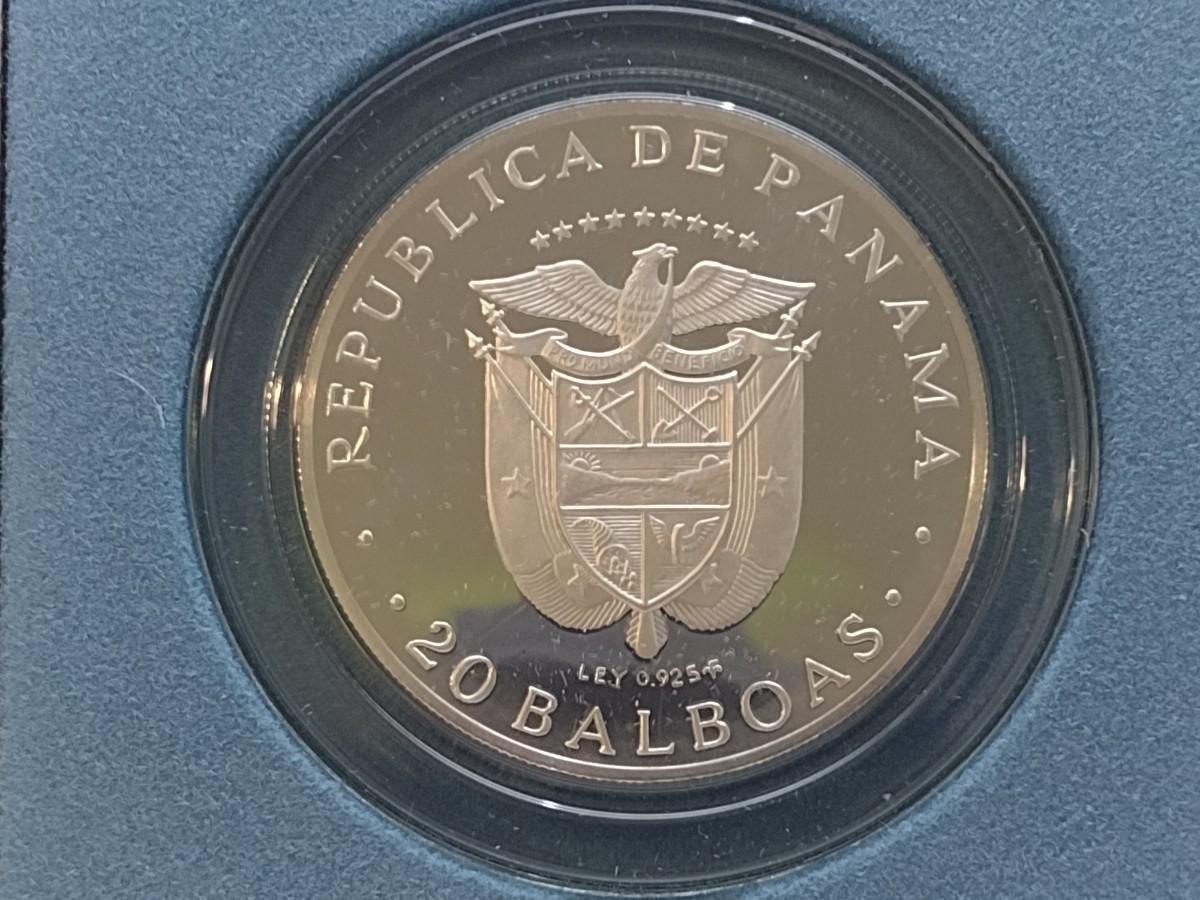 REPUBLICA DE PANAMA
PRO MUNDI BENEFICIO
LEY 0.925
20 BALBOAS